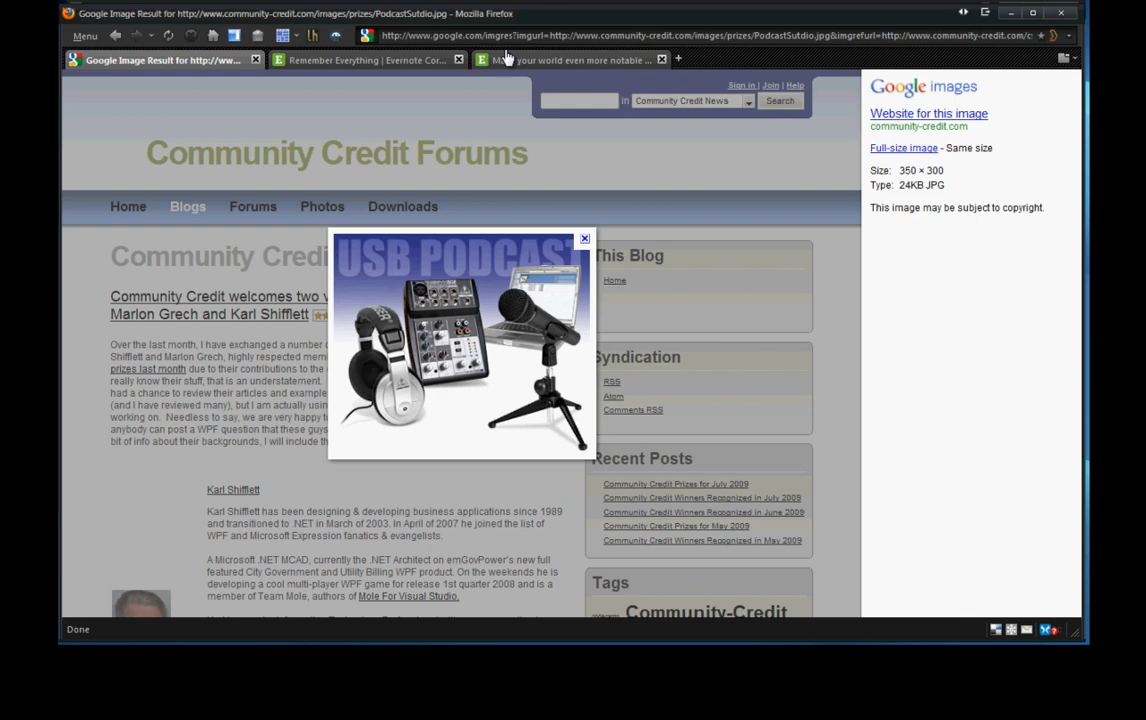 Google Image Result for http://www.community-credit.com/images/prizes/PodcastSutdio.jpg - Mozilla Firefox
Menu
http://www.google.com/imgres?imgurl=http://www.community-credit.com/images/prizes/PodcastSutdio.jpg&imgrefurl=http://www.community-credit.com/c
Google Image Result for http://ww...
Remember Everything | Evernote Cor...
your world even more notable ...
Sign in | Join | Help
in Community Credit News Search
Community Credit Forums
Home Blogs Forums Photos Downloads
Community Credi
Community Credit welcomes two v
Marlon Grech and Karl Shifflett
Over the last month, I have exchanged a number
Shifflett and Marlon Grech, highly respected mem
prizes last month due to their contributions to the
really know their stuff, that is an understatement.
had a chance to review their articles and example
(and I have reviewed many), but I am actually usin
working on. Needless to say, we are very happy t
anybody can post a WPF question that these guys
bit of info about their backgrounds, I will include th
USB PODCAST
Karl Shifflett
Karl Shifflett has been designing & developing business applications since 1989
and transitioned to .NET in March of 2003. In April of 2007 he joined the list of
WPF and Microsoft Expression fanatics & evangelists.
A Microsoft .NET MCAD, currently the .NET Architect on emGovPower's new full
featured City Government and Utility Billing WPF product. On the weekends he is
developing a cool multi-player WPF game for release 1st quarter 2008 and is a
member of Team Mole, authors of Mole For Visual Studio.
This Blog
Home
Syndication
RSS
Atom
Comments RSS
Recent Posts
Community Credit Prizes for July 2009
Community Credit Winners Recognized in July 2009
Community Credit Winners Recognized in June 2009
Community Credit Prizes for May 2009
Community Credit Winners Recognized in May 2009
Tags
Community-Credit
Google images
Website for this image
community-credit.com
Full-size image - Same size
Size: 350 × 300
Type: 24KB JPG
This image may be subject to copyright.
Done